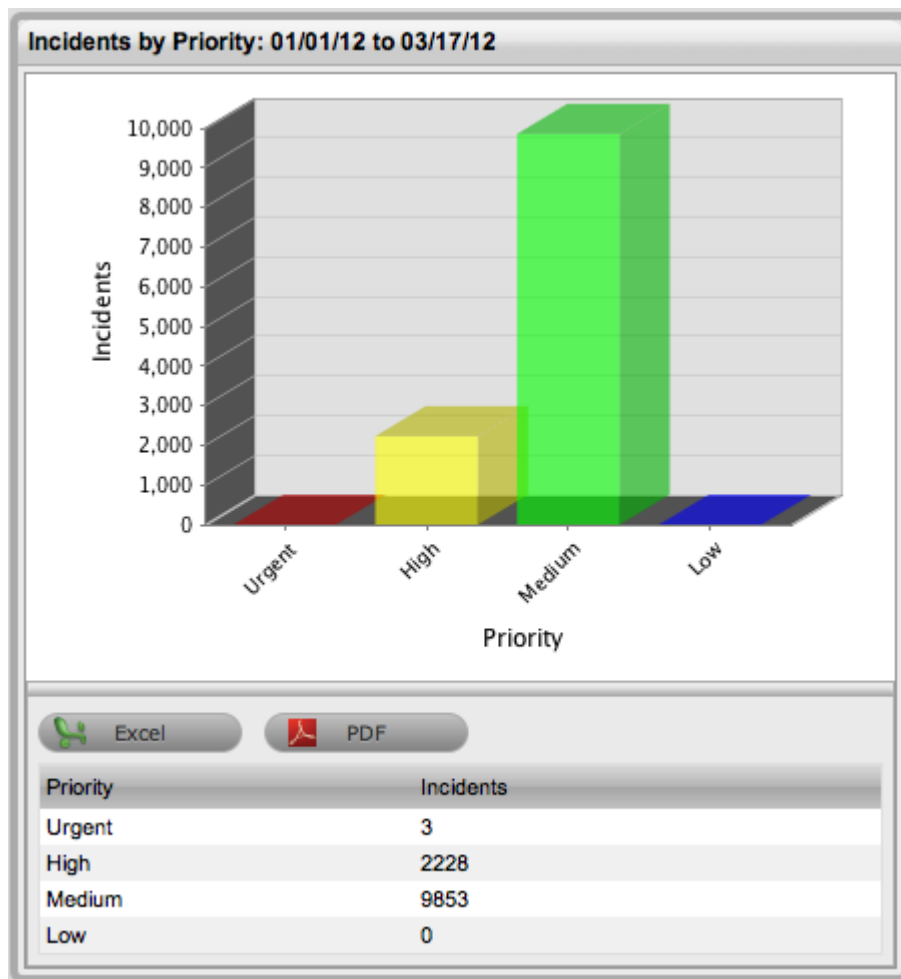 Incidents by Priority: 01/01/12 to 03/17/12
10,000
9,000
8,000
7,000
6,000
5,000
4,000
3,000
2,000
1,000
0
Incidents
Urgent
High
Medium
Low
Priority
Excel
PDF
Priority Incidents
Urgent 3
High 2228
Medium 9853
Low 0